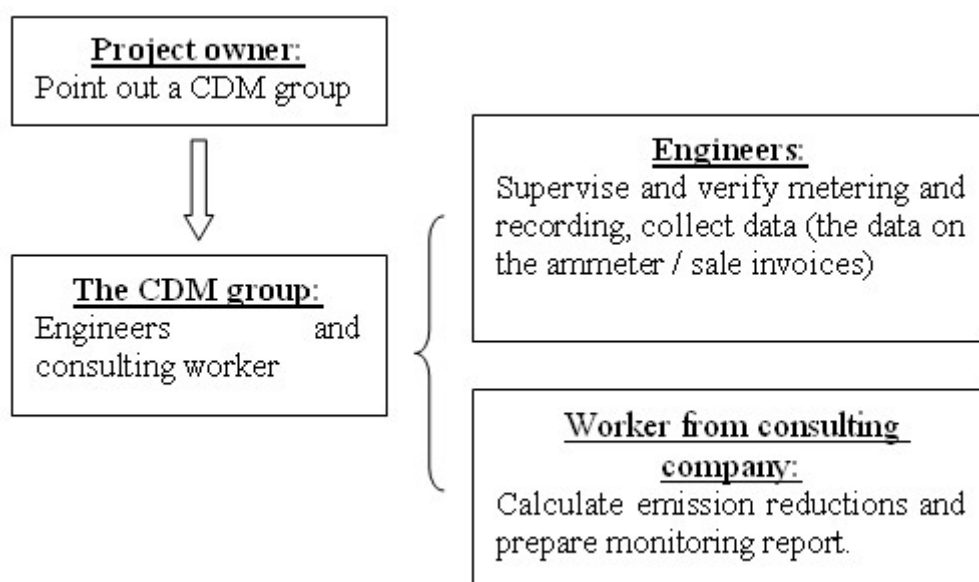 Project owner:
Point out a CDM group
The CDM group:
Engineers and
consulting worker
Engineers:
Supervise and verify metering and
recording, collect data (the data on
the ammeter / sale invoices)
Worker from consulting
company:
Calculate emission reductions and
prepare monitoring report.